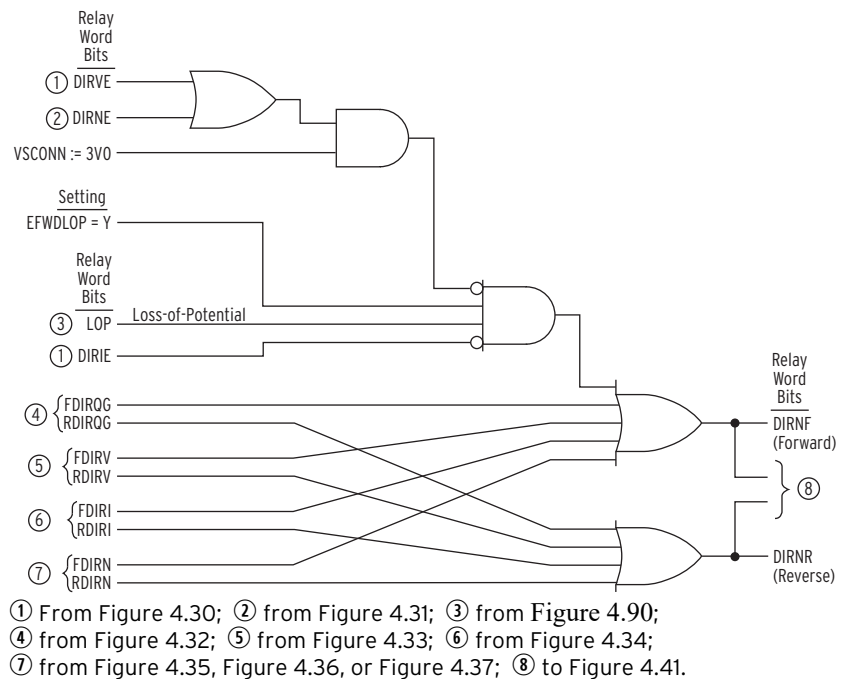 Relay
Word
Bits
① DIRVE
② DIRNE
VSCONN := 3V0
Setting
EFWDLOP = Y
Relay
Word
Bits
③ LOP Loss-of-Potential
① DIRIE
④ FDIRQG
RDIRQG
⑤ FDIRV
RDIRV
⑥ FDIRI
RDIRI
⑦ FDIRN
RDIRN
Relay
Word
Bits
DIRNF
(Forward)
⑧
DIRNR
(Reverse)
① From Figure 4.30; ② from Figure 4.31; ③ from Figure 4.90;
④ from Figure 4.32; ⑤ from Figure 4.33; ⑥ from Figure 4.34;
⑦ from Figure 4.35, Figure 4.36, or Figure 4.37; ⑧ to Figure 4.41.